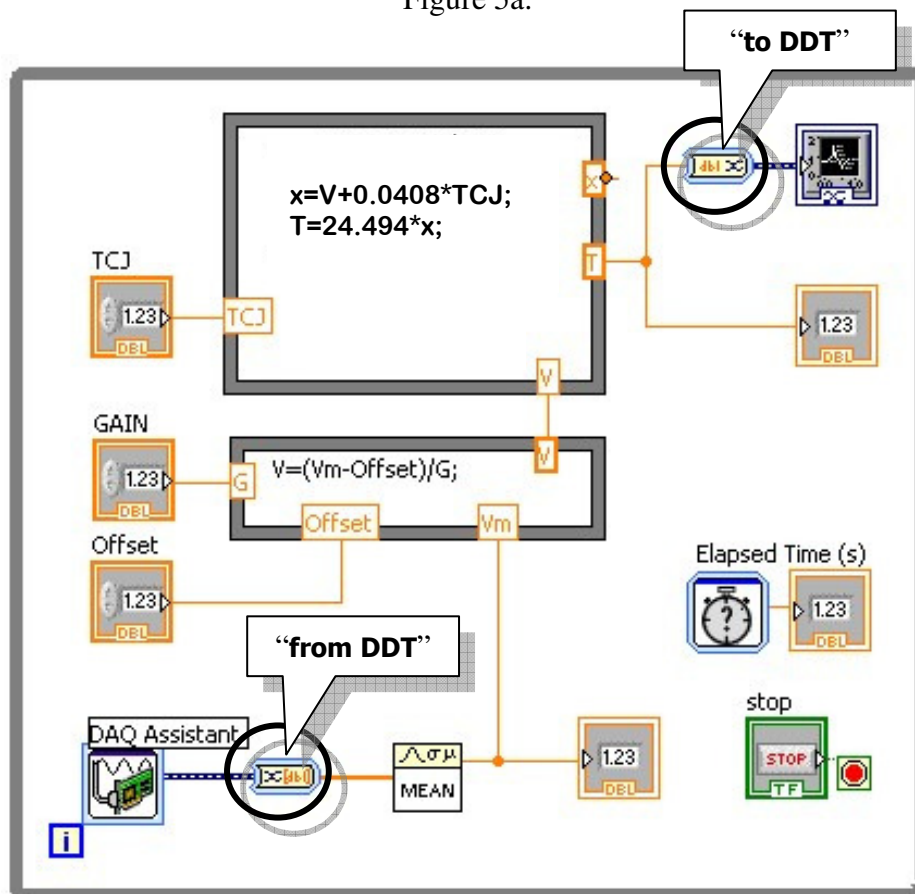 Figure 5a.
“to DDT”
x=V+0.0408*TCJ;
T=24.494*x;
x
T
TCJ
1.23
DBL
TCJ
V
1.23
DBL
GAIN
1.23
DBL
G
V=(Vm-Offset)/G;
V
Offset
Vm
Offset
1.23
DBL
Elapsed Time (s)
?
1.23
DBL
“from DDT”
DAQ Assistant
MEAN
1.23
DBL
stop
STOP
TF
i